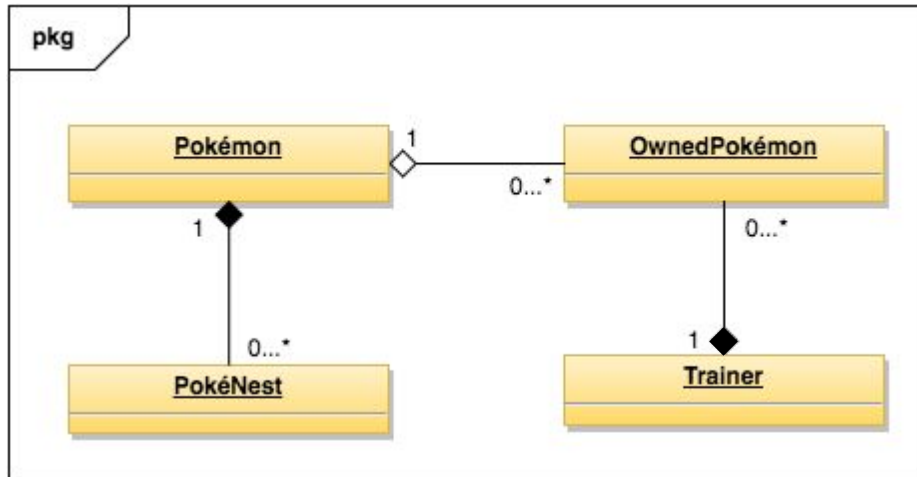 pkg
Pokémon
1
0...*
OwnedPokémon
1
0...*
0...*
1
PokéNest
Trainer